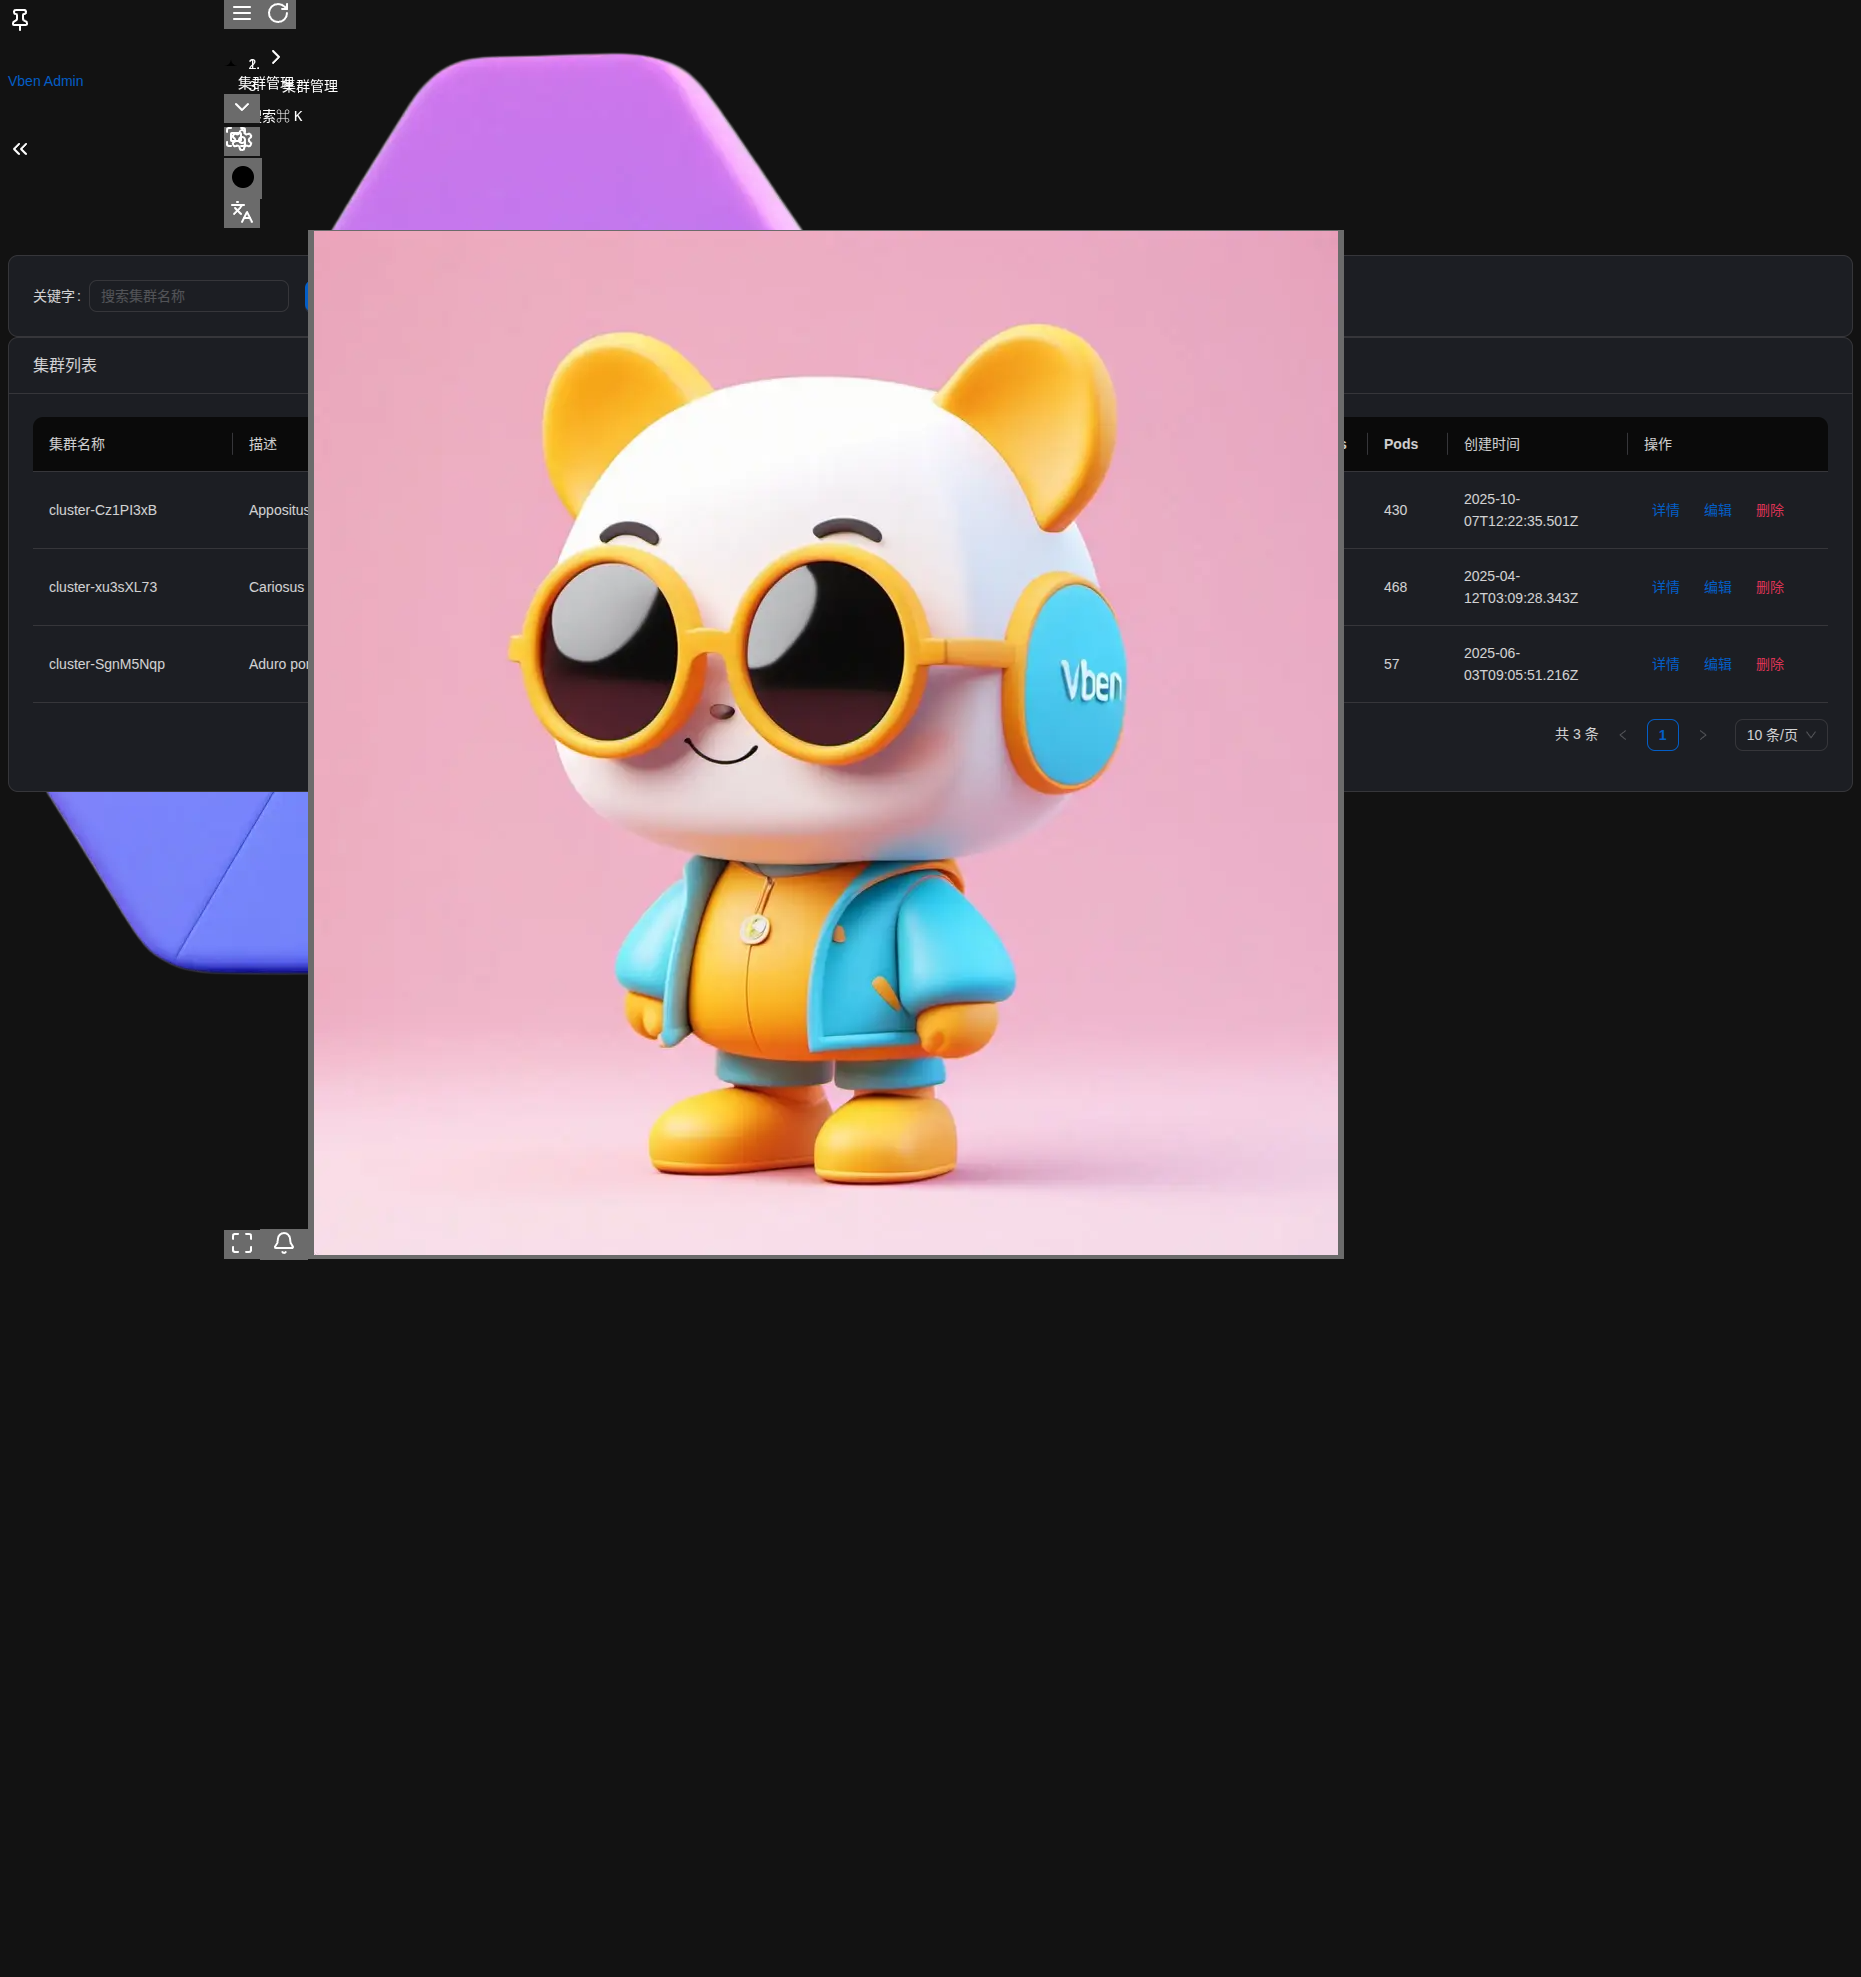 Vben Admin
集群管理
集群管理
索⌘ K
关键字:
搜索集群名称
集群列表
集群名称
描述
Pods
创建时间
操作
cluster-Cz1PI3xB
Appositus
430
2025-10-
07T12:22:35.501Z
详情
编辑
删除
cluster-xu3sXL73
Cariosus
468
2025-04-
12T03:09:28.343Z
详情
编辑
删除
cluster-SgnM5Nqp
Aduro
57
2025-06-
03T09:05:51.216Z
详情
编辑
删除
Vben
共 3 条
1
10 条/页